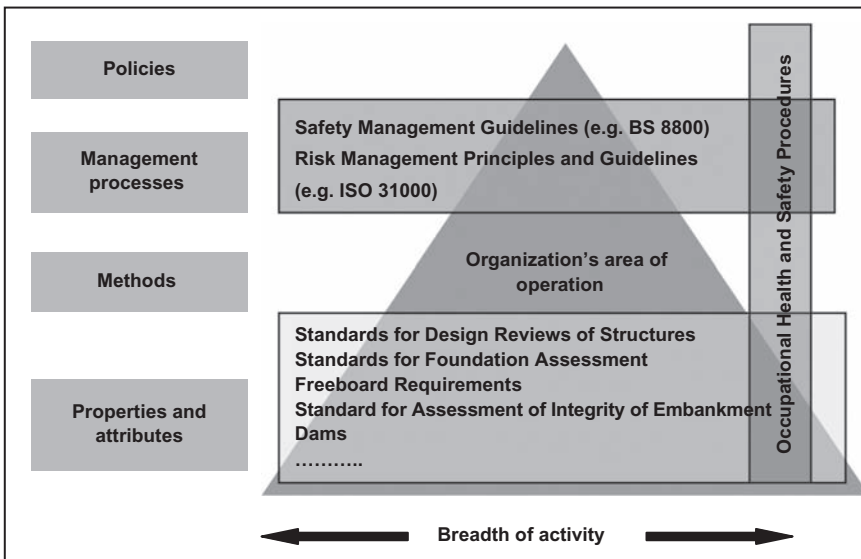 Policies
Management
processes
Methods
Properties and
attributes
Safety Management Guidelines (e.g. BS 8800)
Risk Management Principles and Guidelines
(e.g. ISO 31000)
Organization's area of
operation
Standards for Design Reviews of Structures
Standards for Foundation Assessment
Freeboard Requirements
Standard for Assessment of Integrity of Embankment
Dams
………..
Occupational Health and Safety Procedures
Breadth of activity